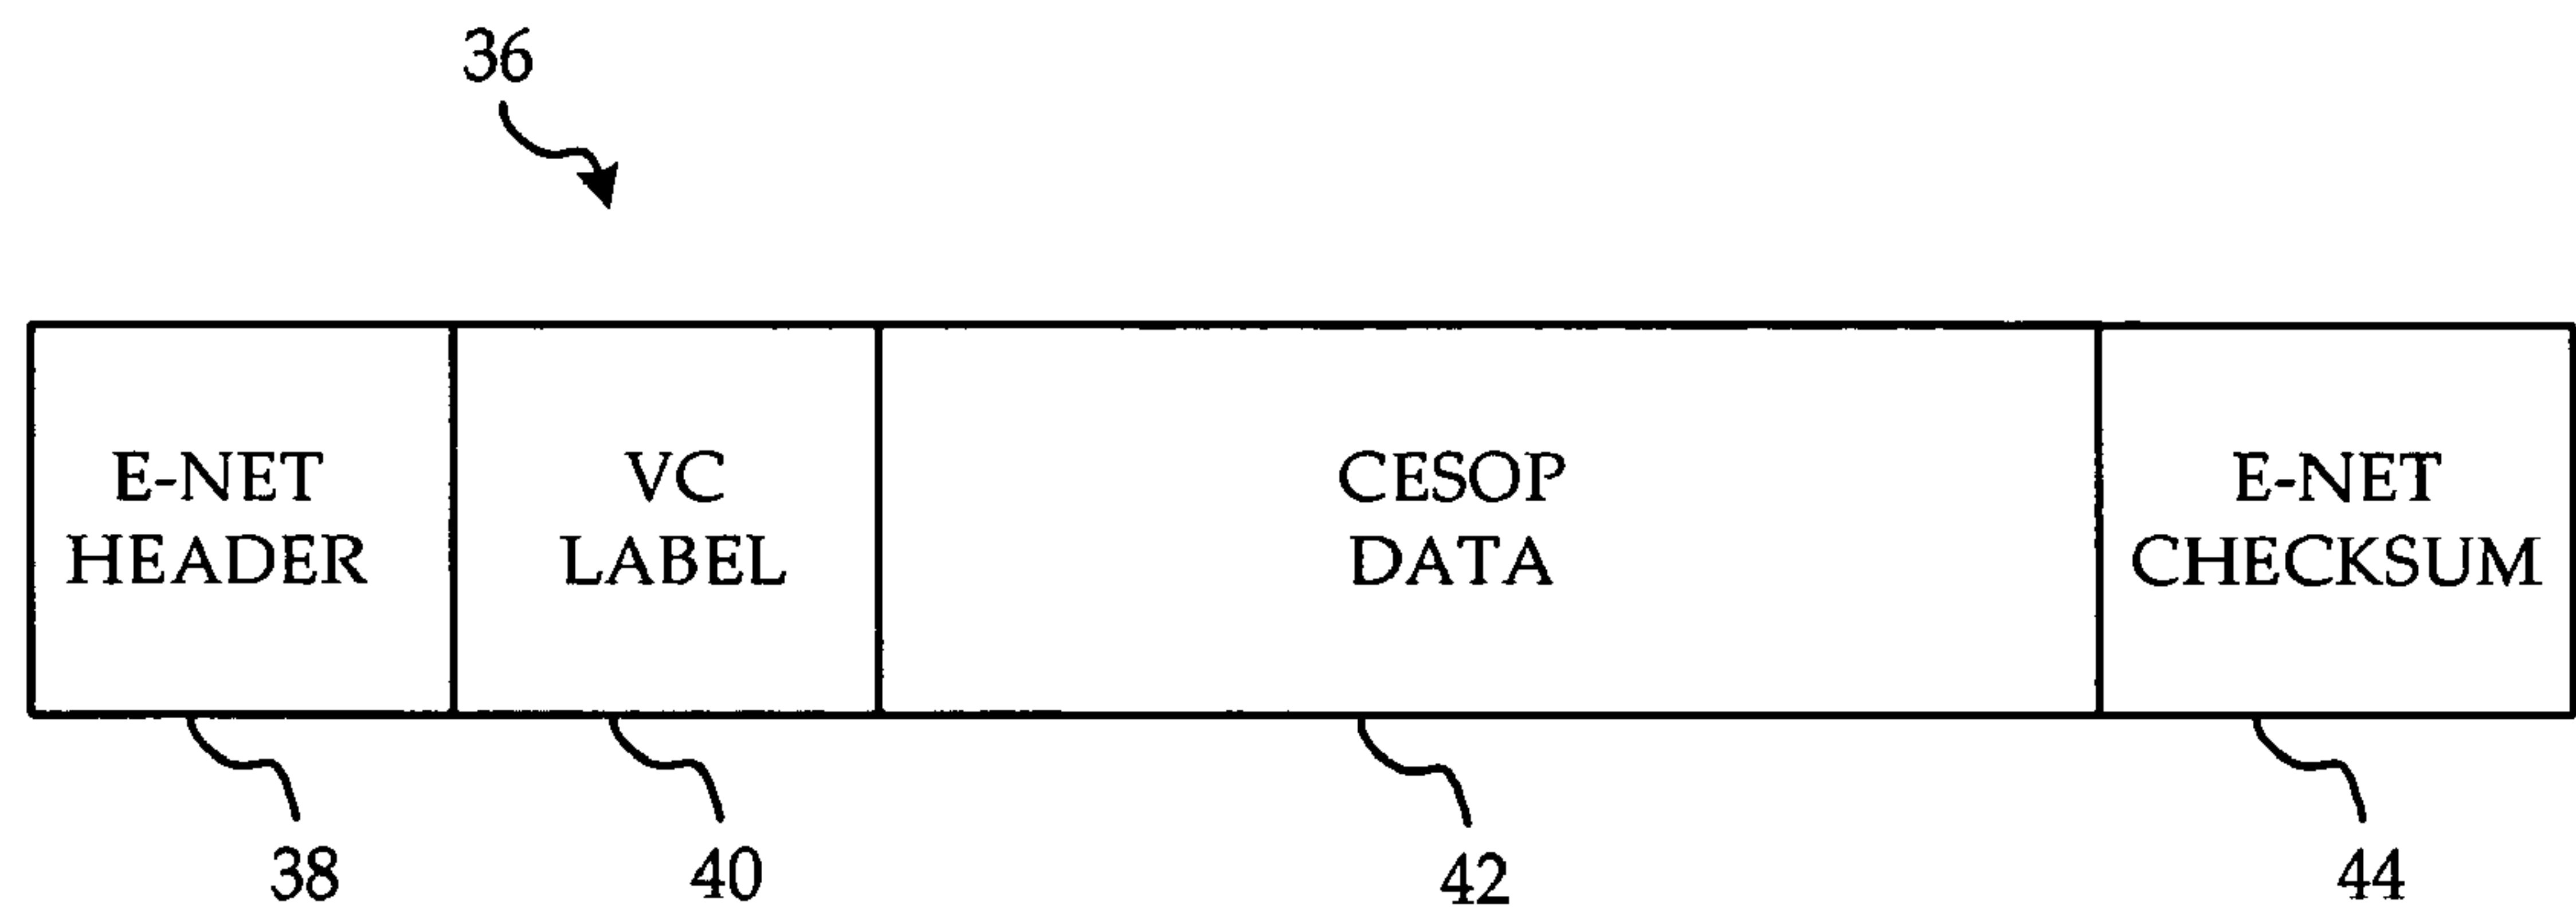 36
E-NET
HEADER
VC
LABEL
CESOP
DATA
E-NET
CHECKSUM
38
40
42
44